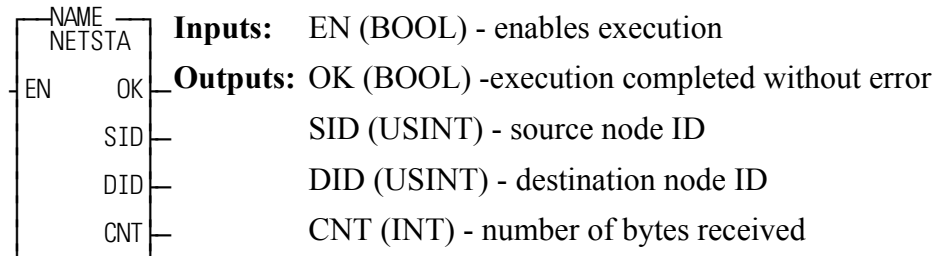 NAME
NETSTA
EN OK
SID
DID
CNT
Inputs: EN (BOOL) - enables execution
Outputs: OK (BOOL) -execution completed without error
SID (USINT) - source node ID
DID (USINT) - destination node ID
CNT (INT) - number of bytes received